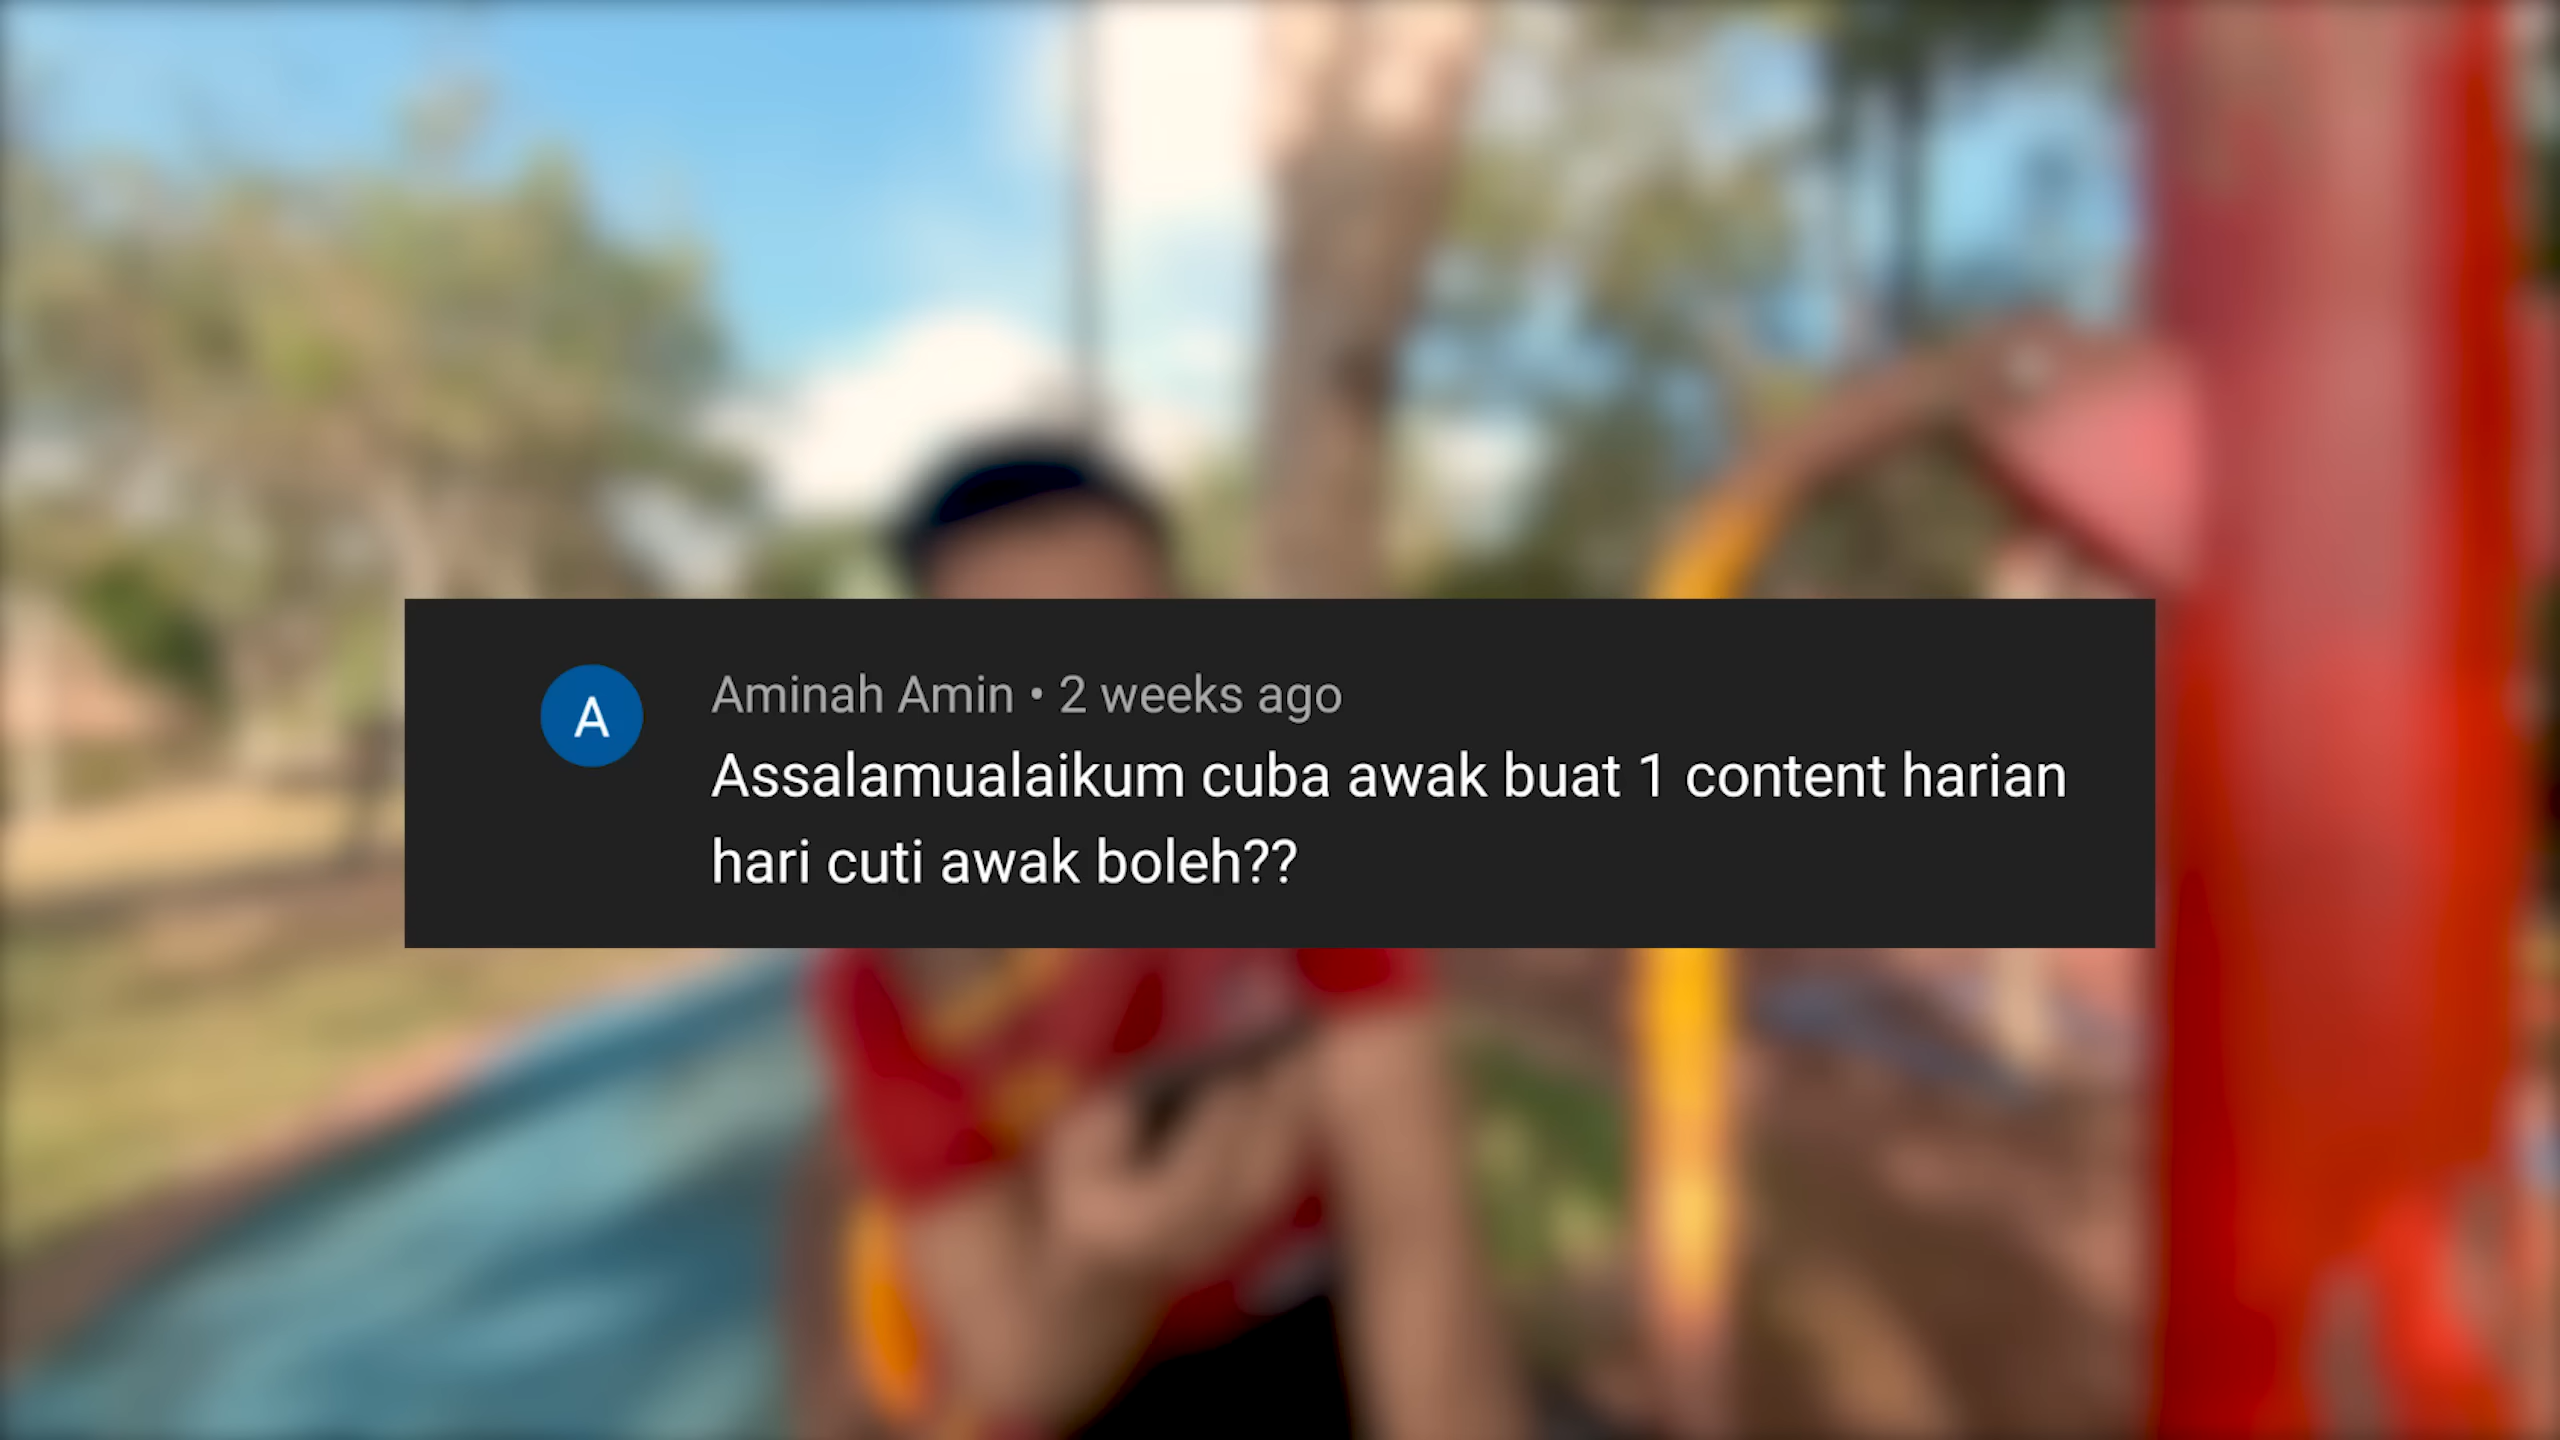 A
Aminah Amin • 2 weeks ago
Assalamualaikum cuba awak buat 1 content harian
hari cuti awak boleh??